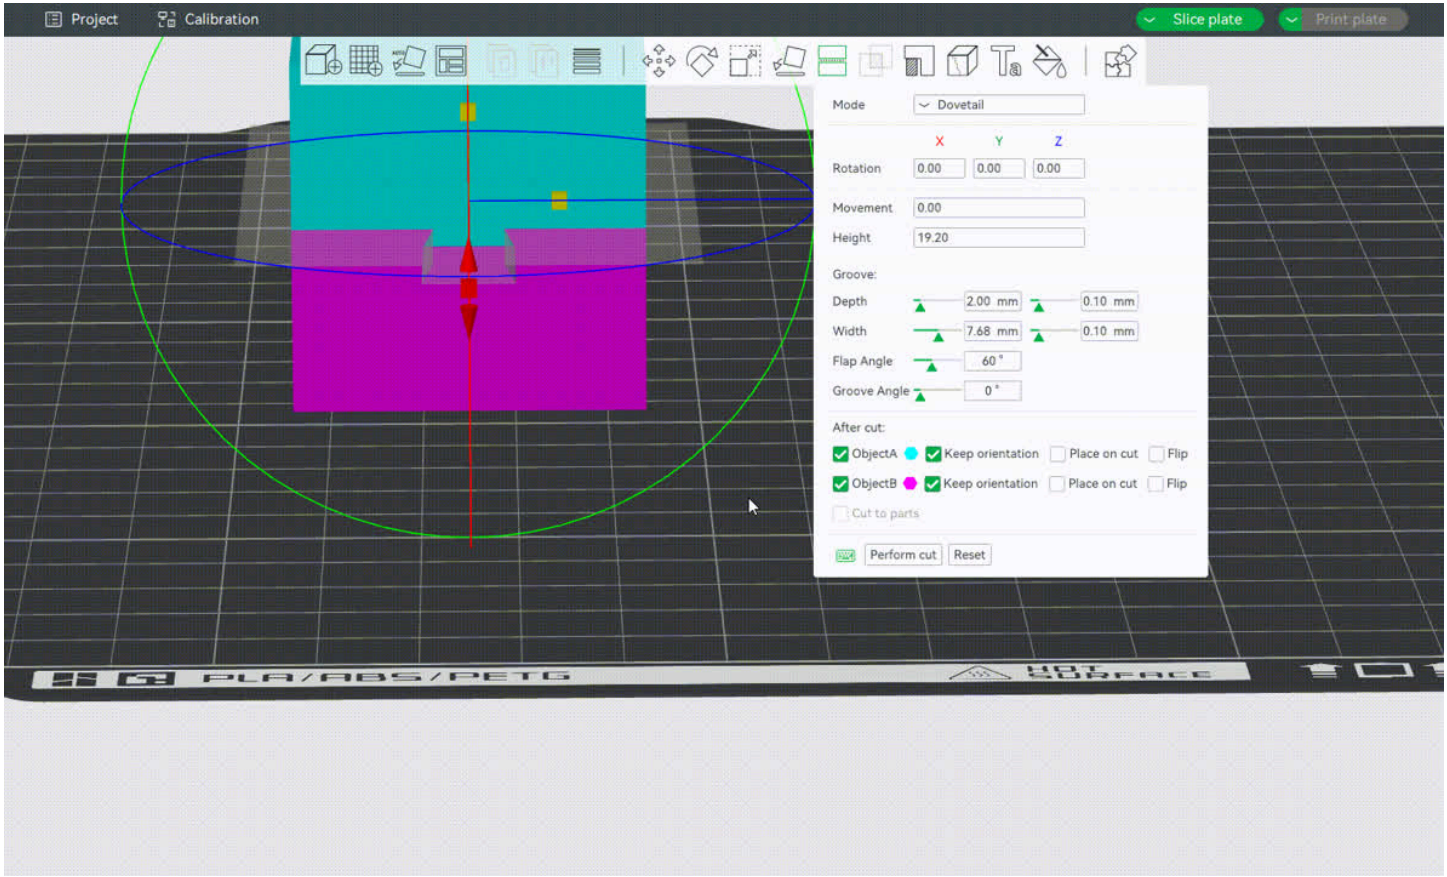 Project Calibration Slice plate Print plate
Mode Dovetail
X Y Z
Rotation 0.00 0.00 0.00
Movement 0.00
Height 19.20
Groove:
Depth 2.00 mm 0.10 mm
Width 7.68 mm 0.10 mm
Flap Angle 60°
Groove Angle 0°
After cut:
ObjectA Keep orientation Place on cut Flip
ObjectB Keep orientation Place on cut Flip
Cut to parts
Perform cut Reset
PLA/ABS/PETG HOT
SURFACE